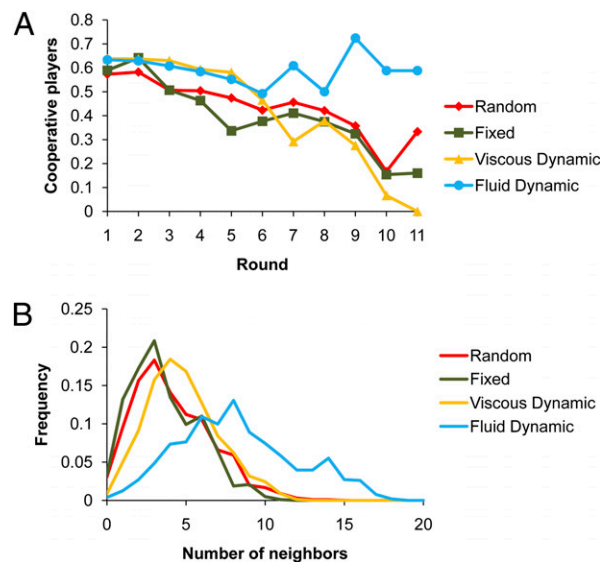 A
Cooperative players
0.8
0.7
0.6
0.5
0.4
0.3
0.2
0.1
0
1 2 3 4 5 6 7 8 9 10 11
Round
Random
Fixed
Viscous Dynamic
Fluid Dynamic
B
Frequency
0.25
0.2
0.15
0.1
0.05
0
0 5 10 15 20
Number of neighbors
Random
Fixed
Viscous Dynamic
Fluid Dynamic